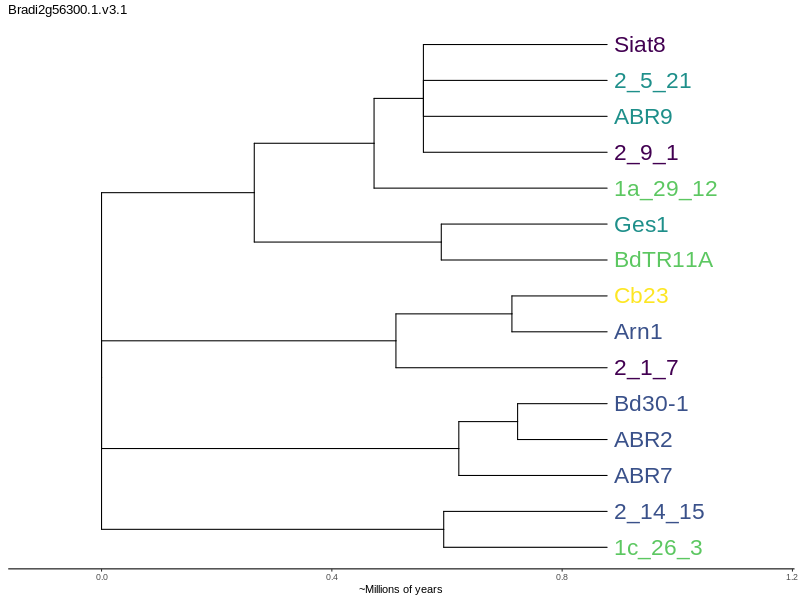 Bradi2g56300.1.v3.1
Siat8
2_5_21
ABR9
2_9_1
1a_29_12
Ges1
BdTR11A
Cb23
Arn1
2_1_7
Bd30-1
ABR2
ABR7
2_14_15
1c_26_3
0.0 0.4 0.8 1.2
~Millions of years